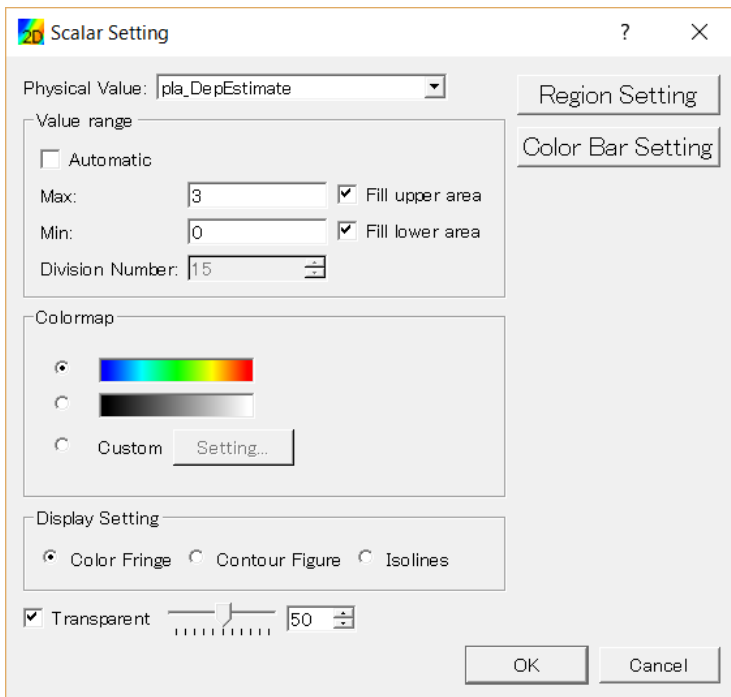 2D Scalar Setting ?
Physical Value: pla_DepEstimate
Region Setting
Value range
Color Bar Setting
Automatic
Max: 3 Fill upper area
Min: 0 Fill lower area
Division Number: 15
Colormap
Custom Setting...
Display Setting
Color Fringe Contour Figure Isolines
Transparent 50
OK Cancel